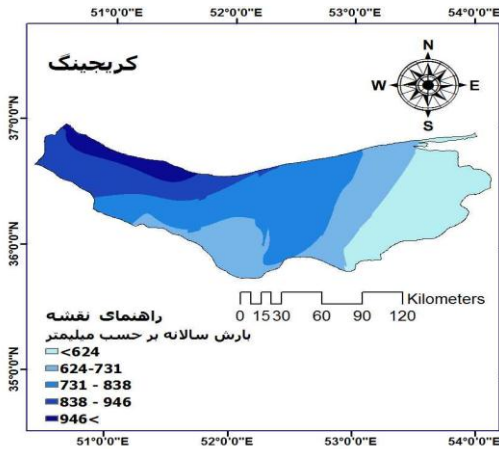 51°0'0"E 52°0'0"E 53°0'0"E 54°0'0"E
کریجینگ
N
W E
S
37°0'0"N
36°0'0"N
35°0'0"N
Kilometers
0 15 30 60 90 120
راهنمای نقشه
بارش سالانه بر حسب میلیمتر
<624
624-731
731 - 838
838 - 946
946<
51°0'0"E 52°0'0"E 53°0'0"E 54°0'0"E